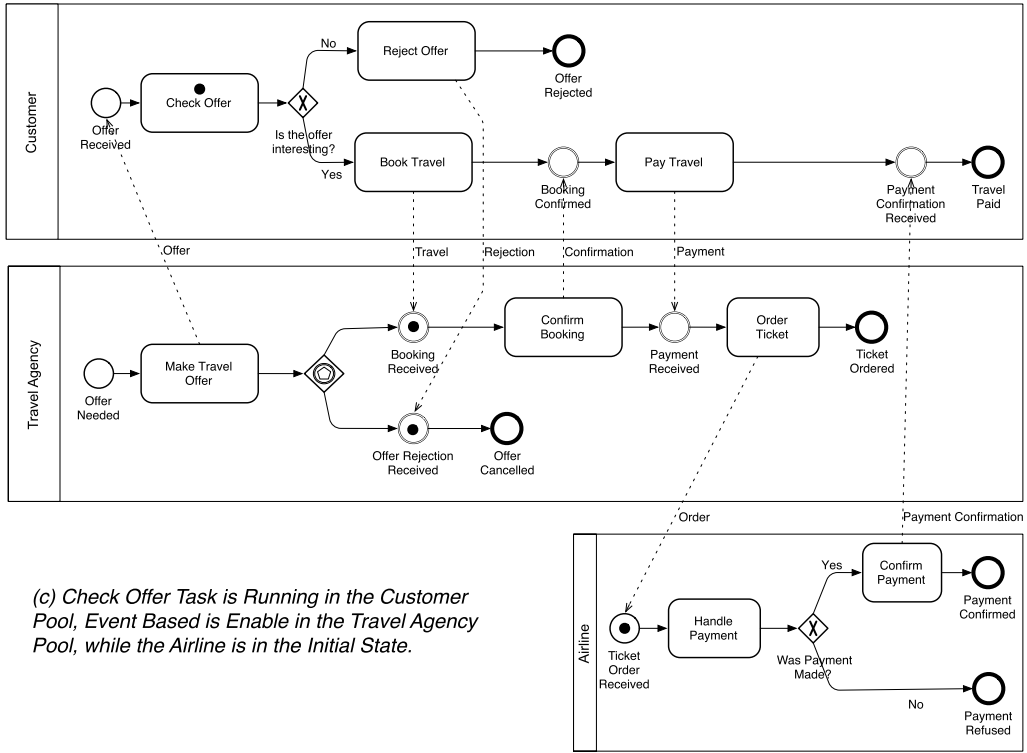 Customer
No
Reject Offer
Offer
Rejected
Check Offer
Offer
Received
Is the offer
interesting?
Yes
Book Travel
Booking
Confirmed
Pay Travel
Payment
Confirmation
Received
Travel
Paid
Offer
Travel
Rejection
Confirmation
Payment
Travel Agency
Offer
Needed
Make Travel
Offer
Booking
Received
Confirm
Booking
Payment
Received
Order
Ticket
Ticket
Ordered
Offer Rejection
Received
Offer
Cancelled
Order
Payment Confirmation
Airline
Ticket
Order
Received
Handle
Payment
Was Payment
Made?
Yes
Confirm
Payment
Payment
Confirmed
No
Payment
Refused
(c) Check Offer Task is Running in the Customer
Pool, Event Based is Enable in the Travel Agency
Pool, while the Airline is in the Initial State.